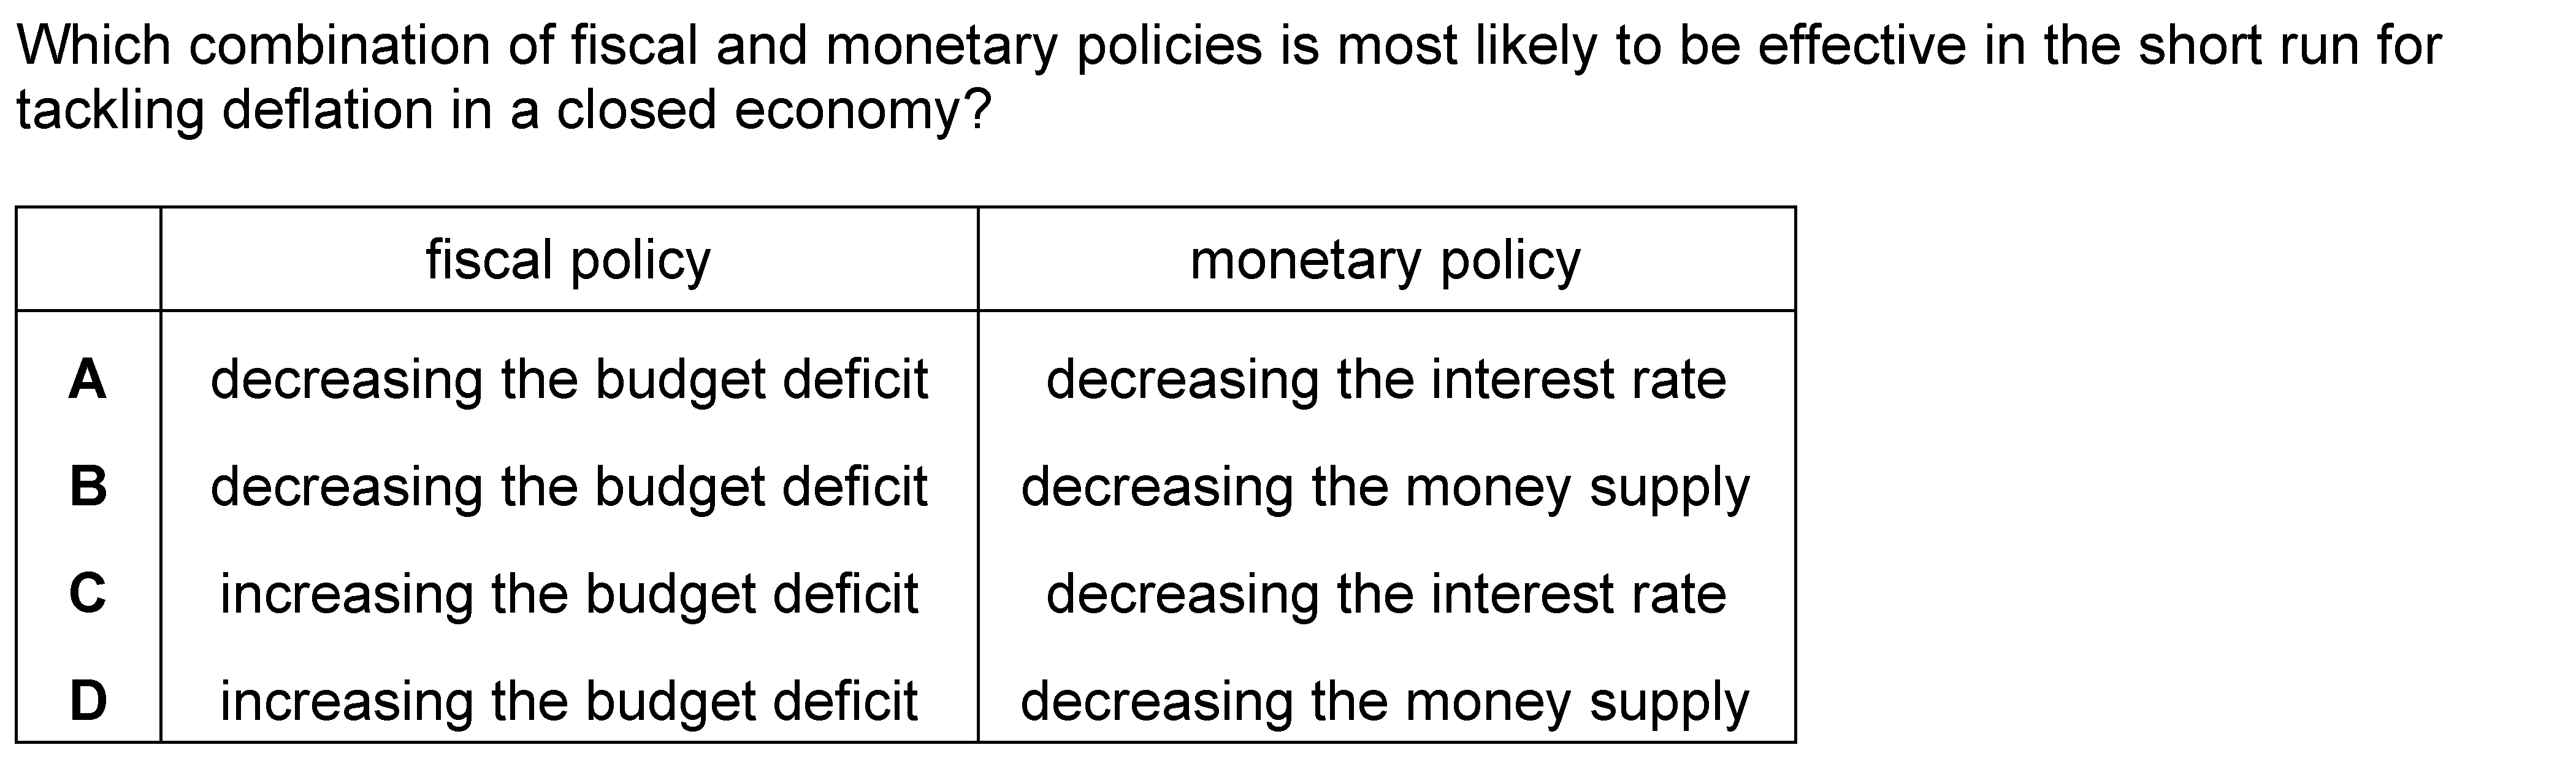 Which combination of fiscal and monetary policies is most likely to be effective in the short run for
tackling deflation in a closed economy?
fiscal policy monetary policy
A decreasing the budget deficit decreasing the interest rate
B decreasing the budget deficit decreasing the money supply
C increasing the budget deficit decreasing the interest rate
D increasing the budget deficit decreasing the money supply